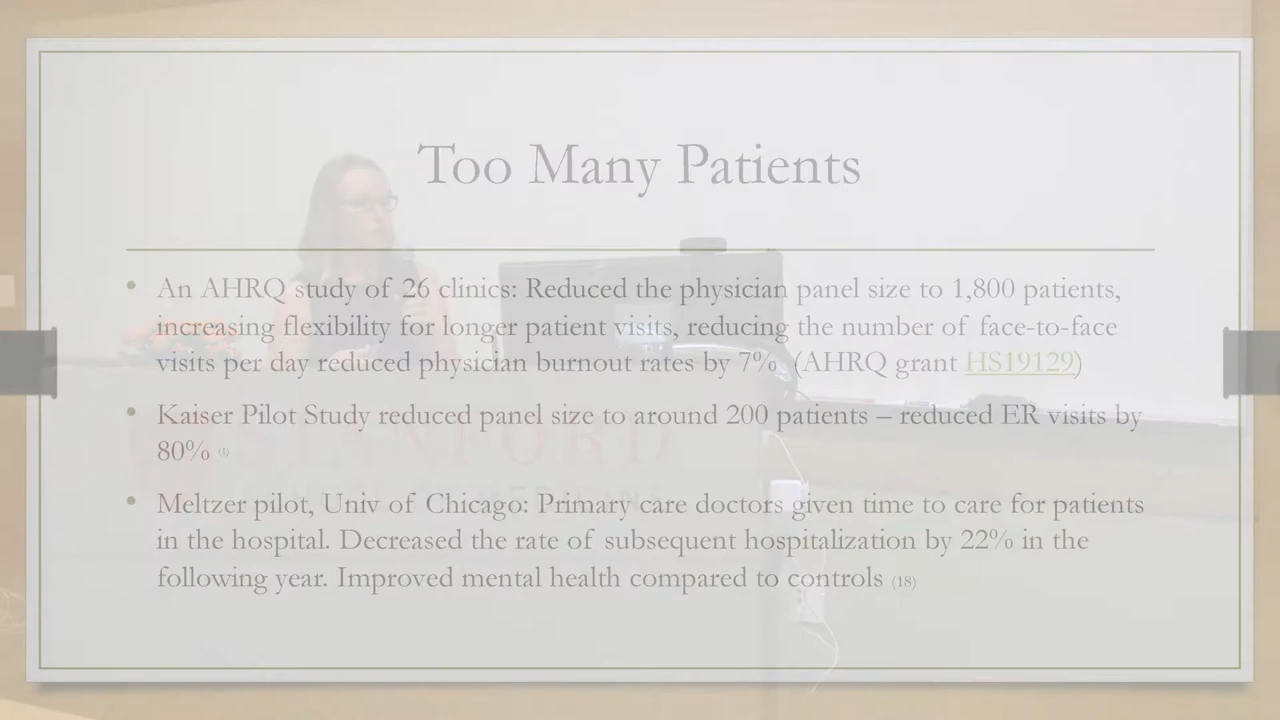 Too Many Patients
• An AHRQ study of 26 clinics: Reduced the physician panel size to 1,800 patients,
increasing flexibility for longer patient visits, reducing the number of face-to-face
visits per day reduced physician burnout rates by 7% (AHRQ grant HS19129)
• Kaiser Pilot Study reduced panel size to around 200 patients – reduced ER visits by
80% (1)
STANFORD
• Meltzer pilot, Univ of Chicago: Primary care doctors given time to care for patients
in the hospital. Decreased the rate of subsequent hospitalization by 22% in the
following year. Improved mental health compared to controls (18)